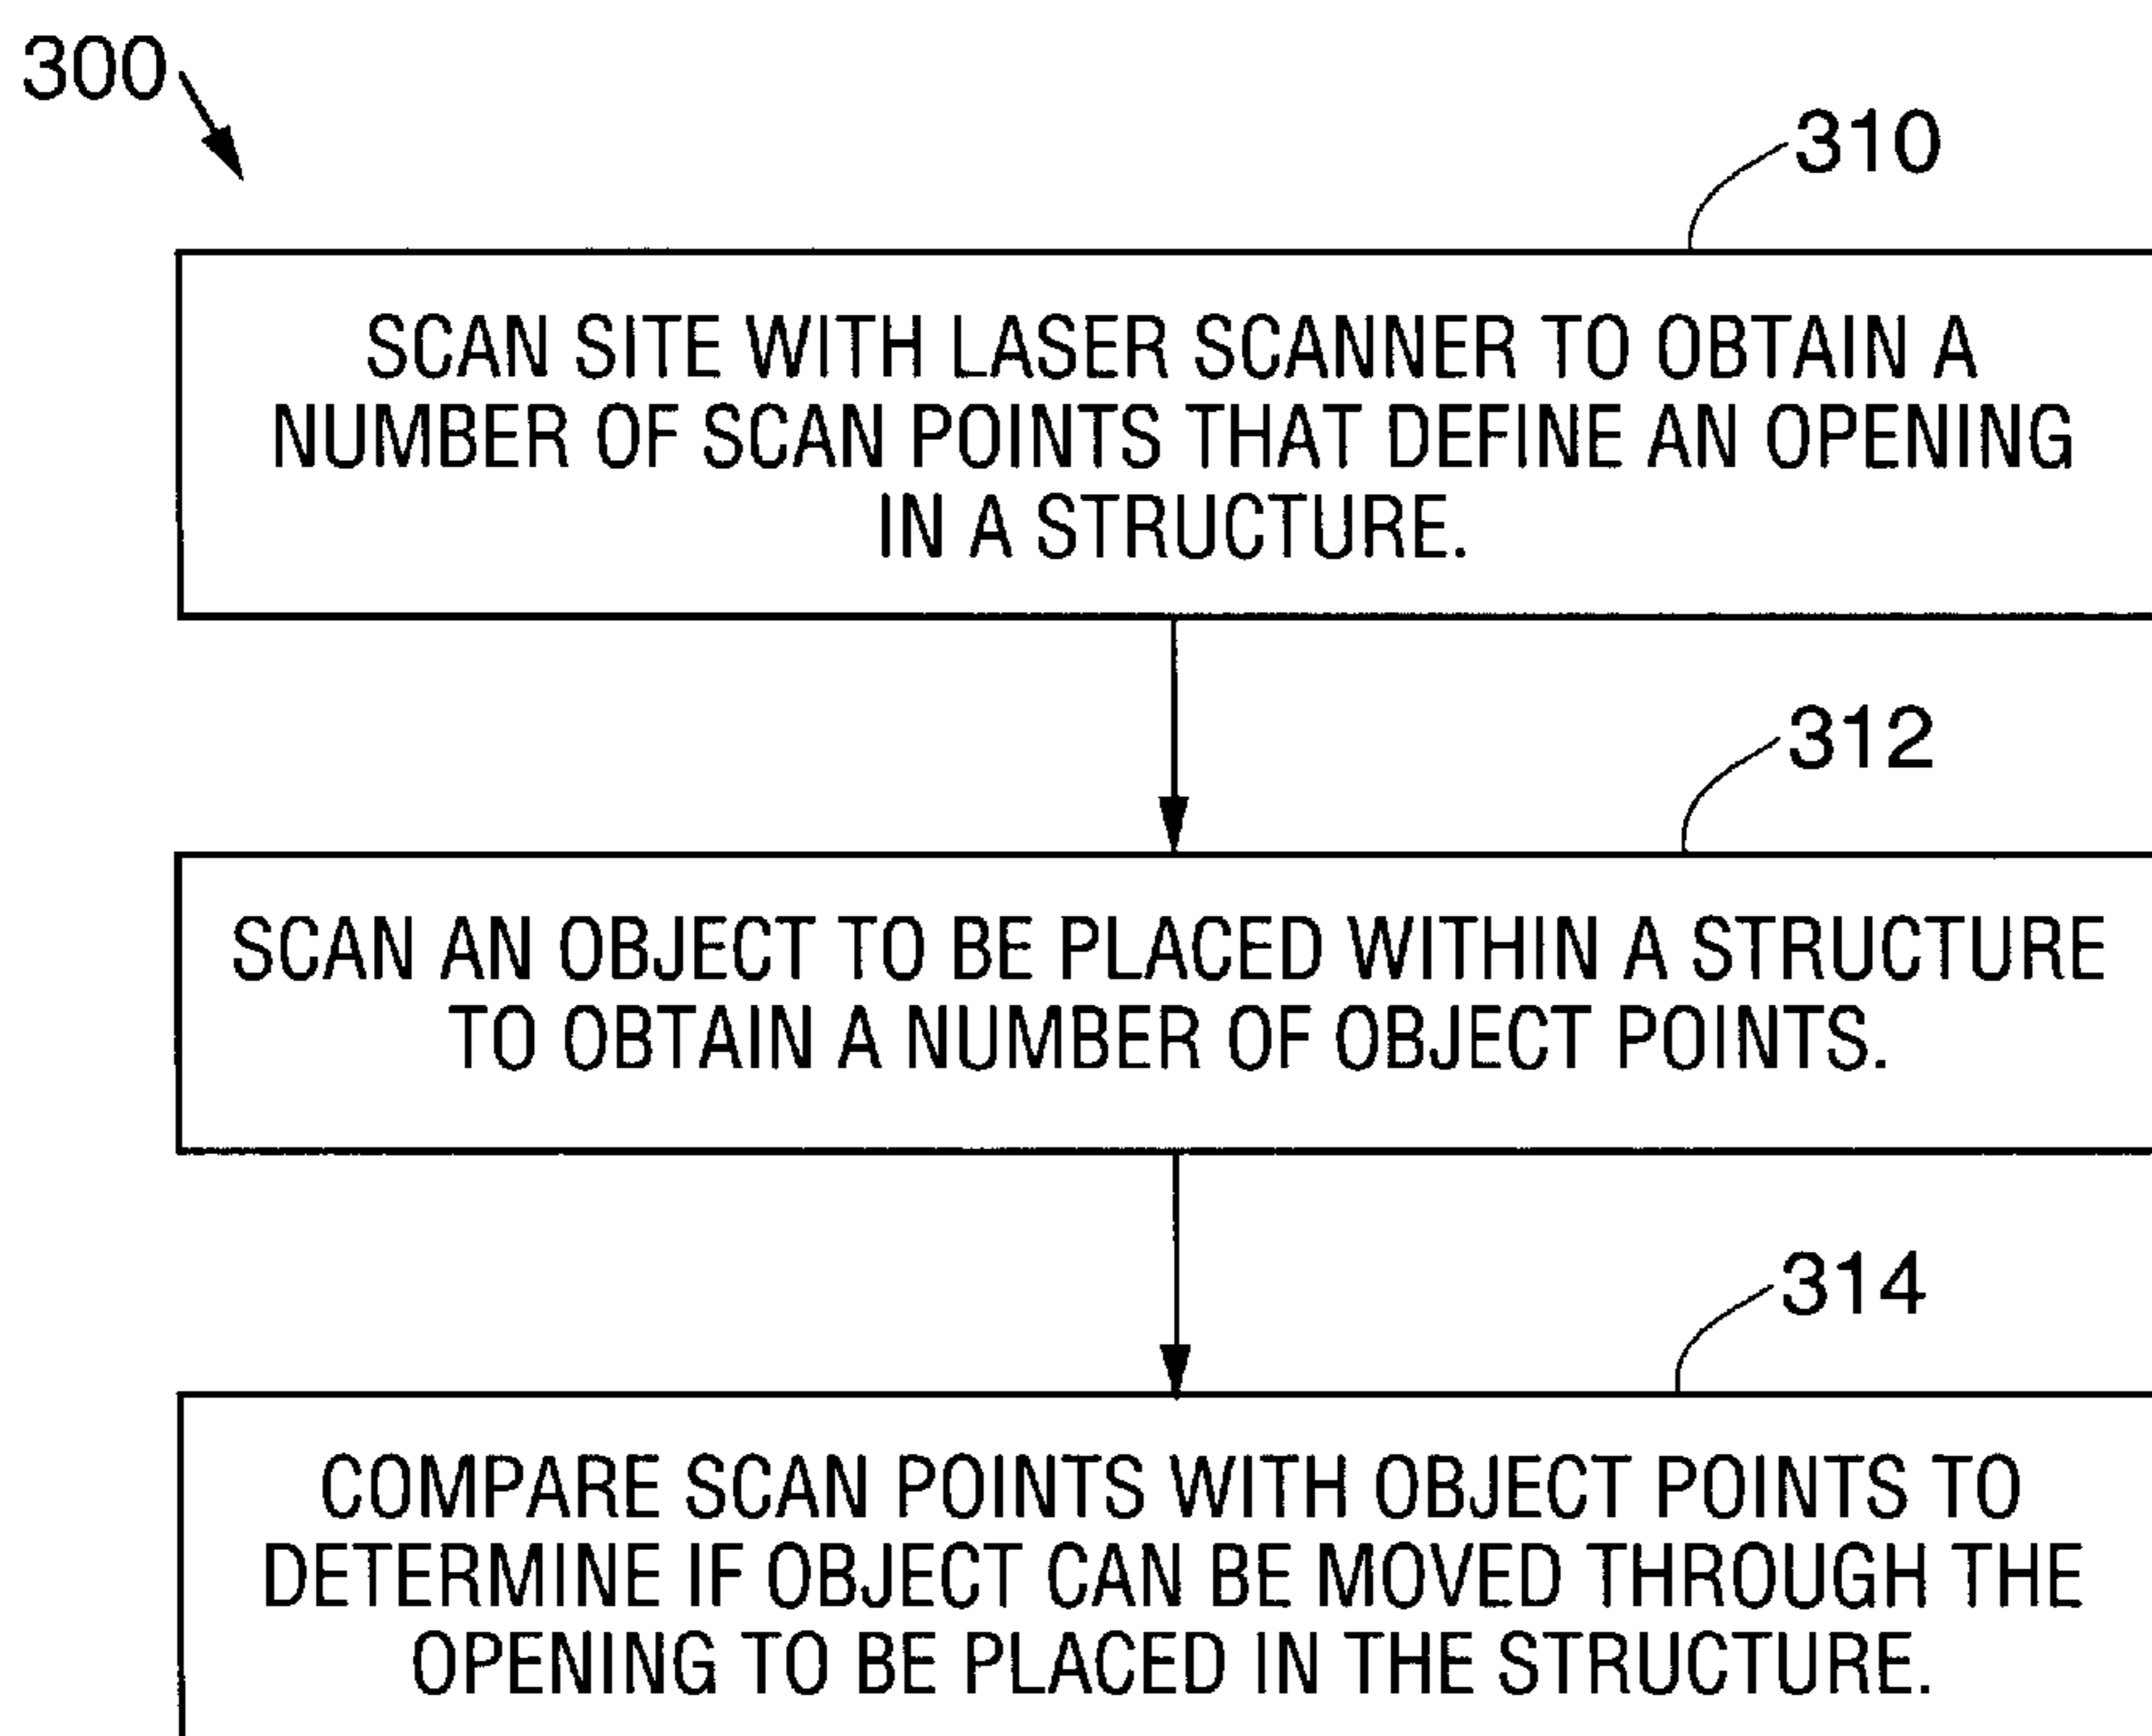 300
310
SCAN SITE WITH LASER SCANNER TO OBTAIN A
NUMBER OF SCAN POINTS THAT DEFINE AN OPENING
IN A STRUCTURE.
312
SCAN AN OBJECT TO BE PLACED WITHIN A STRUCTURE
TO OBTAIN A NUMBER OF OBJECT POINTS.
314
COMPARE SCAN POINTS WITH OBJECT POINTS TO
DETERMINE IF OBJECT CAN BE MOVED THROUGH THE
OPENING TO BE PLACED IN THE STRUCTURE.